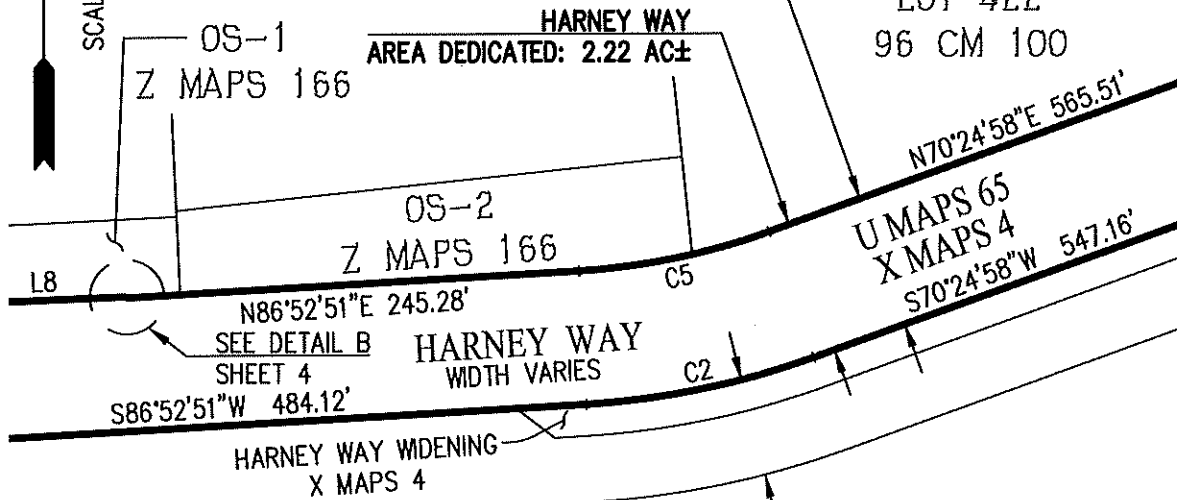 SCAL
OS-1
Z MAPS 166
HARNEY WAY
AREA DEDICATED: 2.22 AC±
96 CM 100
N70°24'58"E 565.51'
OS-2
Z MAPS 166
U MAPS 65
X MAPS 4
S70°24'58"W 547.16'
L8
C5
N86°52'51"E 245.28'
SEE DETAIL B
SHEET 4
HARNEY WAY
WIDTH VARIES
C2
S86°52'51"W 484.12'
HARNEY WAY WIDENING
X MAPS 4